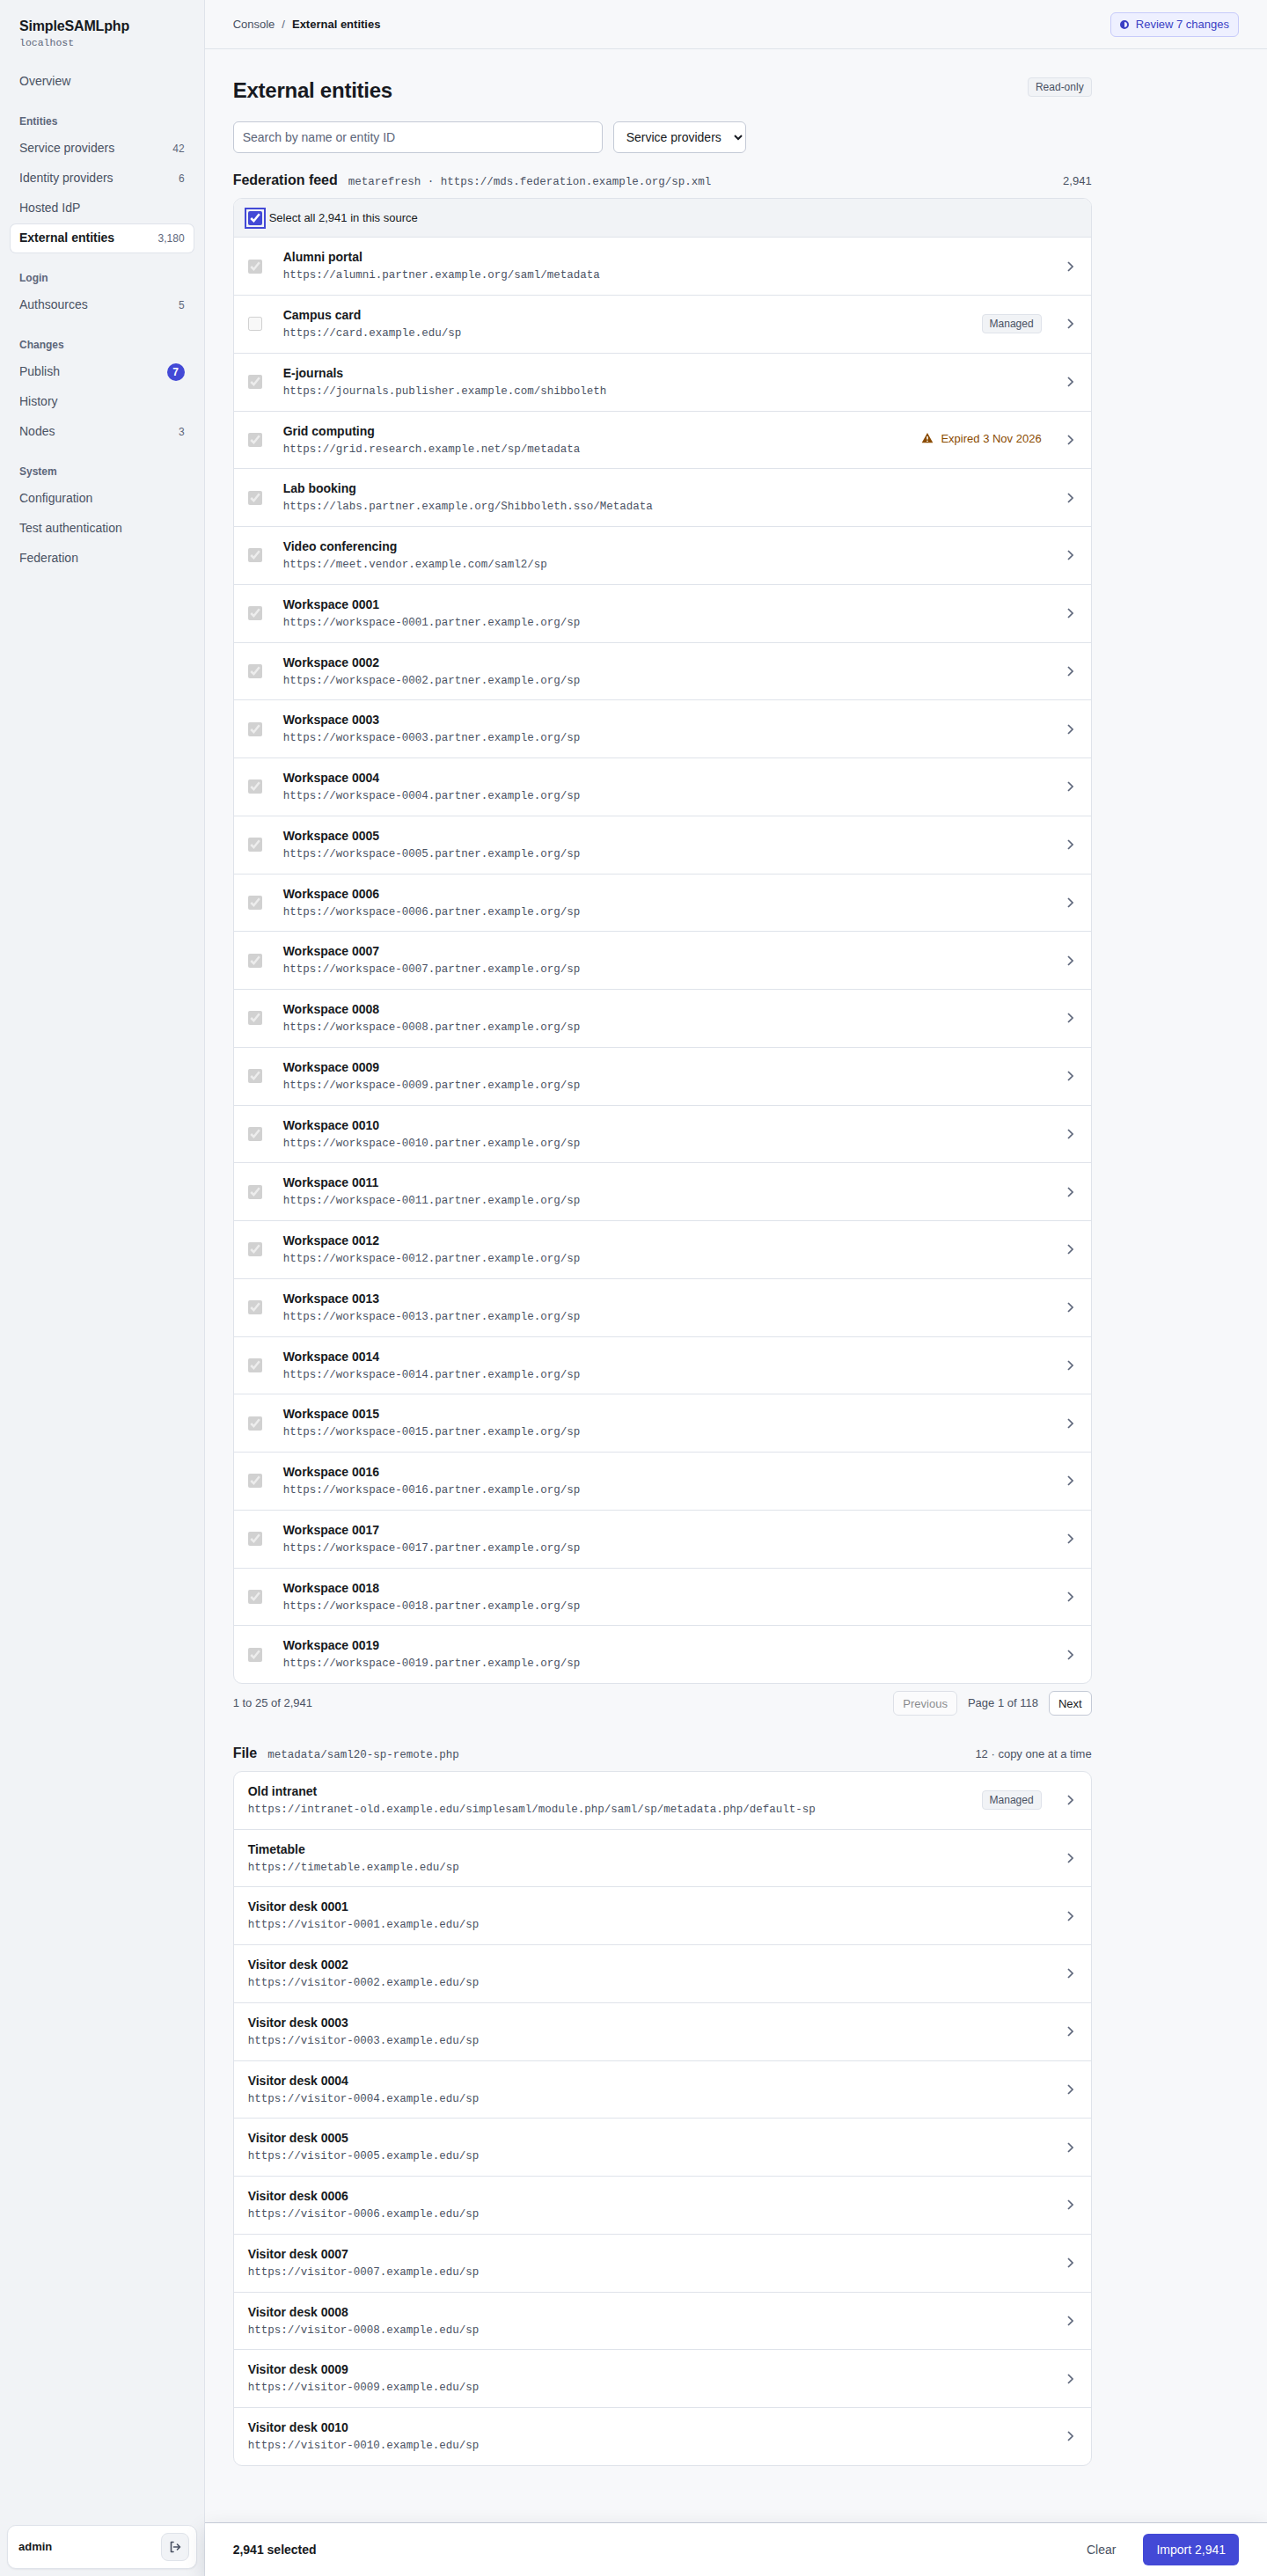 SimpleSAMLphp
localhost
Overview
Entities
Service providers 42
Identity providers 6
Hosted IdP
External entities 3,180
Login
Authsources 5
Changes
Publish 7
History
Nodes 3
System
Configuration
Test authentication
Federation
admin
Console / External entities
Review 7 changes
External entities
Read-only
Search by name or entity ID
Service providers
Federation feed metarefresh · https://mds.federation.example.org/sp.xml 2,941
Select all 2,941 in this source
Alumni portal
https://alumni.partner.example.org/saml/metadata
Campus card
https://card.example.edu/sp
Managed
E-journals
https://journals.publisher.example.com/shibboleth
Grid computing
https://grid.research.example.net/sp/metadata
Expired 3 Nov 2026
Lab booking
https://labs.partner.example.org/Shibboleth.sso/Metadata
Video conferencing
https://meet.vendor.example.com/saml2/sp
Workspace 0001
https://workspace-0001.partner.example.org/sp
Workspace 0002
https://workspace-0002.partner.example.org/sp
Workspace 0003
https://workspace-0003.partner.example.org/sp
Workspace 0004
https://workspace-0004.partner.example.org/sp
Workspace 0005
https://workspace-0005.partner.example.org/sp
Workspace 0006
https://workspace-0006.partner.example.org/sp
Workspace 0007
https://workspace-0007.partner.example.org/sp
Workspace 0008
https://workspace-0008.partner.example.org/sp
Workspace 0009
https://workspace-0009.partner.example.org/sp
Workspace 0010
https://workspace-0010.partner.example.org/sp
Workspace 0011
https://workspace-0011.partner.example.org/sp
Workspace 0012
https://workspace-0012.partner.example.org/sp
Workspace 0013
https://workspace-0013.partner.example.org/sp
Workspace 0014
https://workspace-0014.partner.example.org/sp
Workspace 0015
https://workspace-0015.partner.example.org/sp
Workspace 0016
https://workspace-0016.partner.example.org/sp
Workspace 0017
https://workspace-0017.partner.example.org/sp
Workspace 0018
https://workspace-0018.partner.example.org/sp
Workspace 0019
https://workspace-0019.partner.example.org/sp
1 to 25 of 2,941
Previous Page 1 of 118 Next
File metadata/saml20-sp-remote.php 12 · copy one at a time
Old intranet
https://intranet-old.example.edu/simplesaml/module.php/saml/sp/metadata.php/default-sp
Managed
Timetable
https://timetable.example.edu/sp
Visitor desk 0001
https://visitor-0001.example.edu/sp
Visitor desk 0002
https://visitor-0002.example.edu/sp
Visitor desk 0003
https://visitor-0003.example.edu/sp
Visitor desk 0004
https://visitor-0004.example.edu/sp
Visitor desk 0005
https://visitor-0005.example.edu/sp
Visitor desk 0006
https://visitor-0006.example.edu/sp
Visitor desk 0007
https://visitor-0007.example.edu/sp
Visitor desk 0008
https://visitor-0008.example.edu/sp
Visitor desk 0009
https://visitor-0009.example.edu/sp
Visitor desk 0010
https://visitor-0010.example.edu/sp
2,941 selected
Clear
Import 2,941